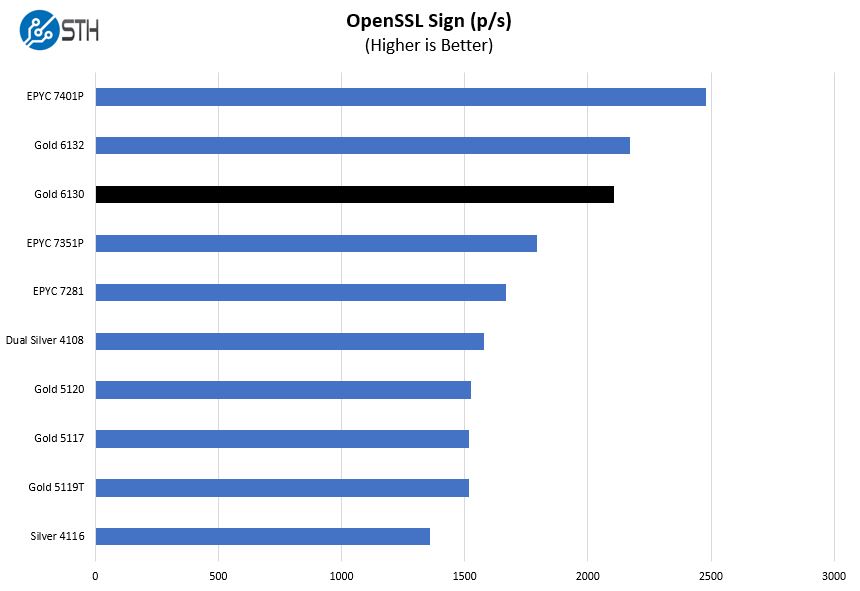 STH
OpenSSL Sign (p/s)
(Higher is Better)
EPYC 7401P
Gold 6132
Gold 6130
EPYC 7351P
EPYC 7281
Dual Silver 4108
Gold 5120
Gold 5117
Gold 5119T
Silver 4116
0 500 1000 1500 2000 2500 3000